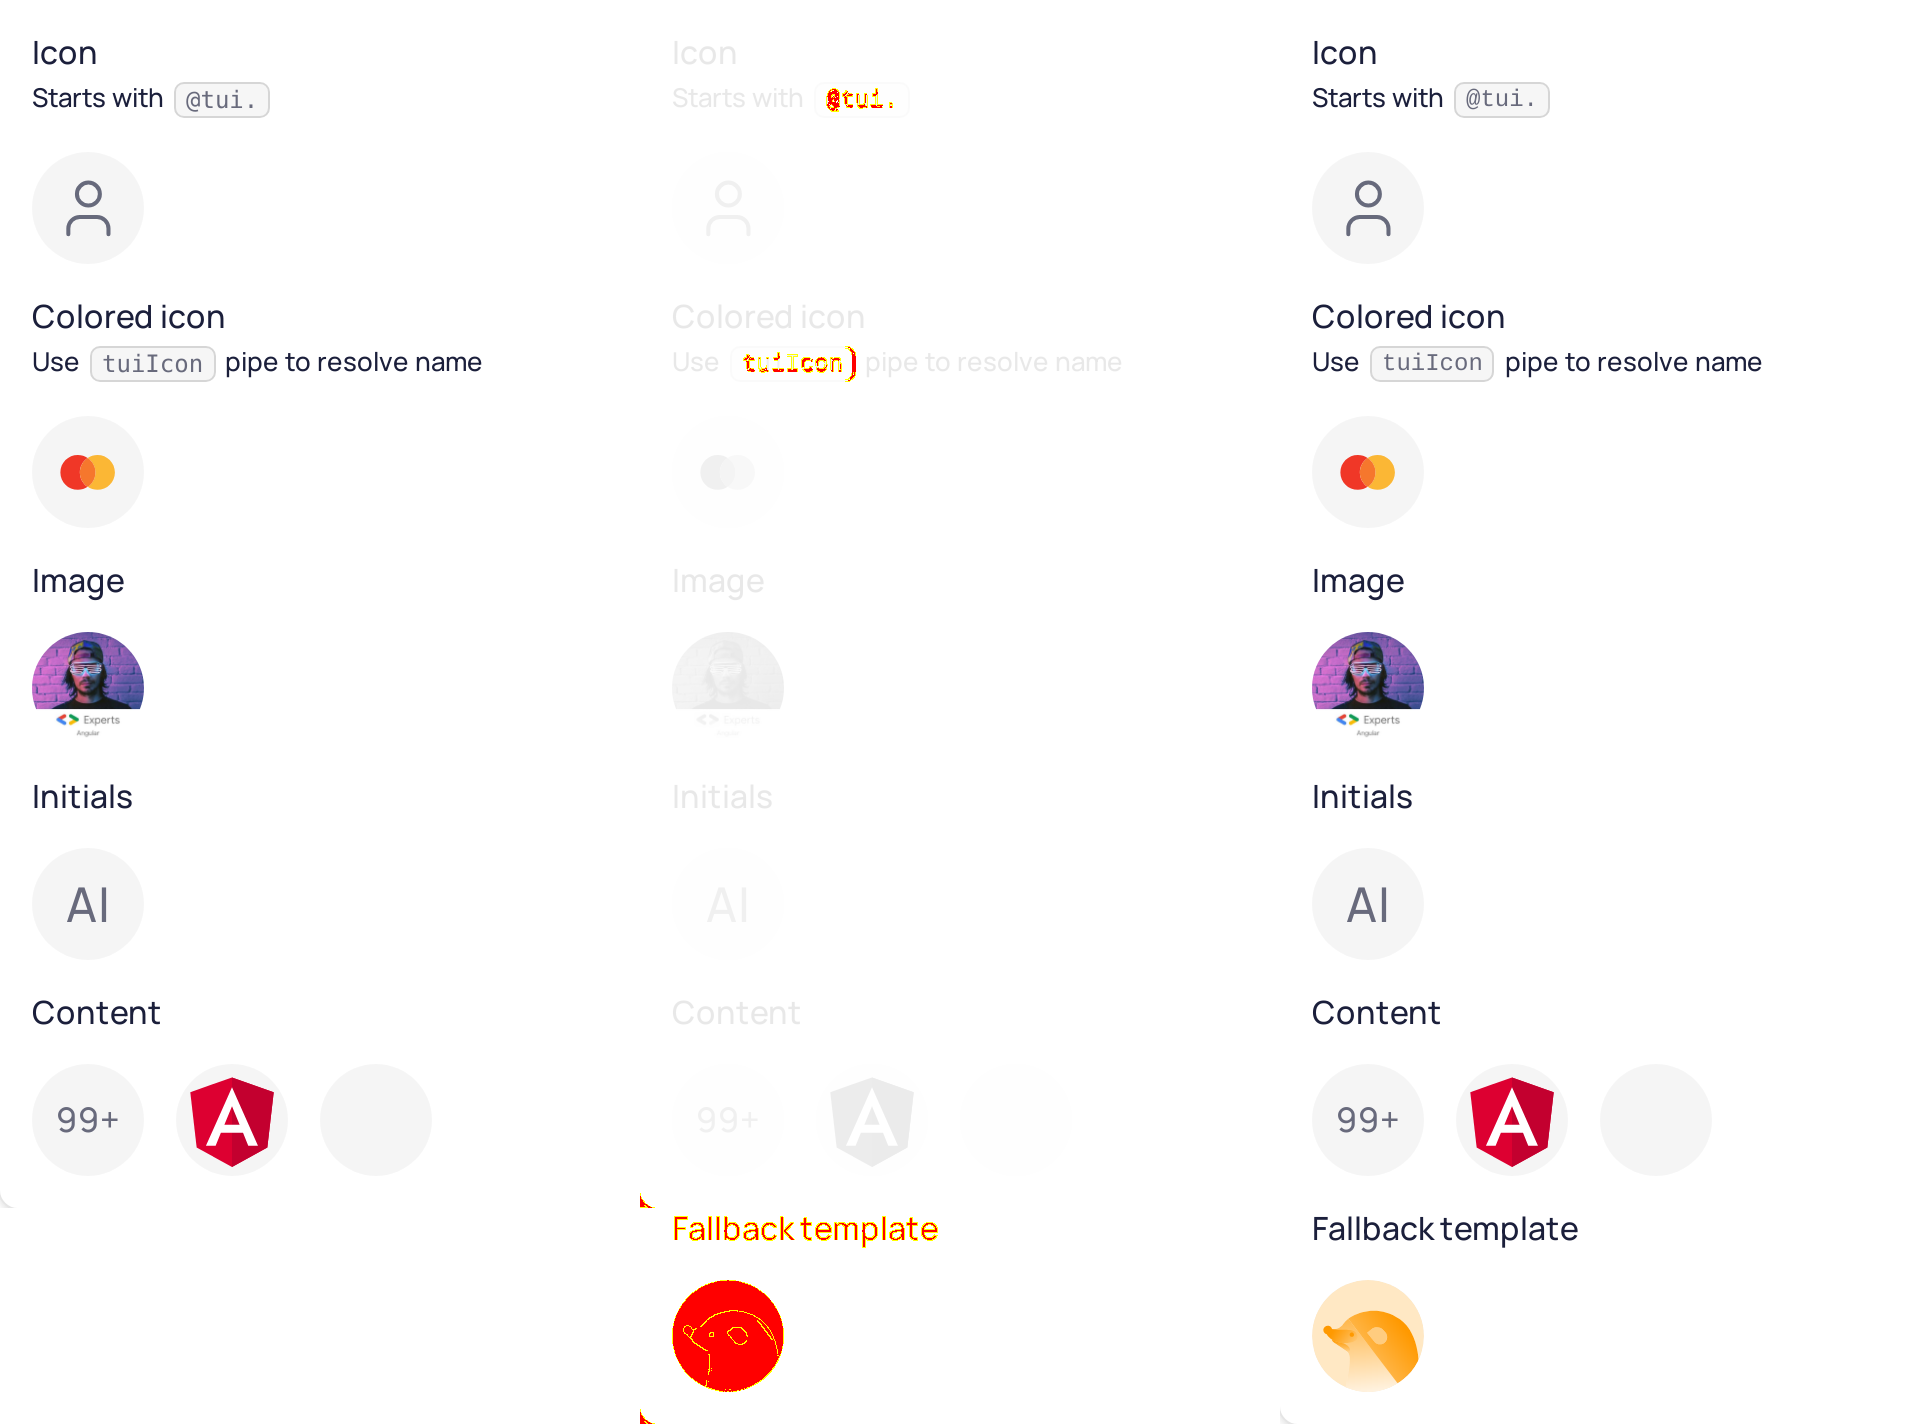 Icon
Starts with @tui.
Colored icon
Use tuiIcon pipe to resolve name
Image
Experts
Angular
Initials
AI
Content
99+
A
Icon
Starts with @tui.
Colored icon
Use tuiIcon pipe to resolve name
Image
Experts
Initials
AI
Content
99+
A
Fallback template
Icon
Starts with @tui.
Colored icon
Use tuiIcon pipe to resolve name
Image
Experts
Angular
Initials
AI
Content
99+
A
Fallback template